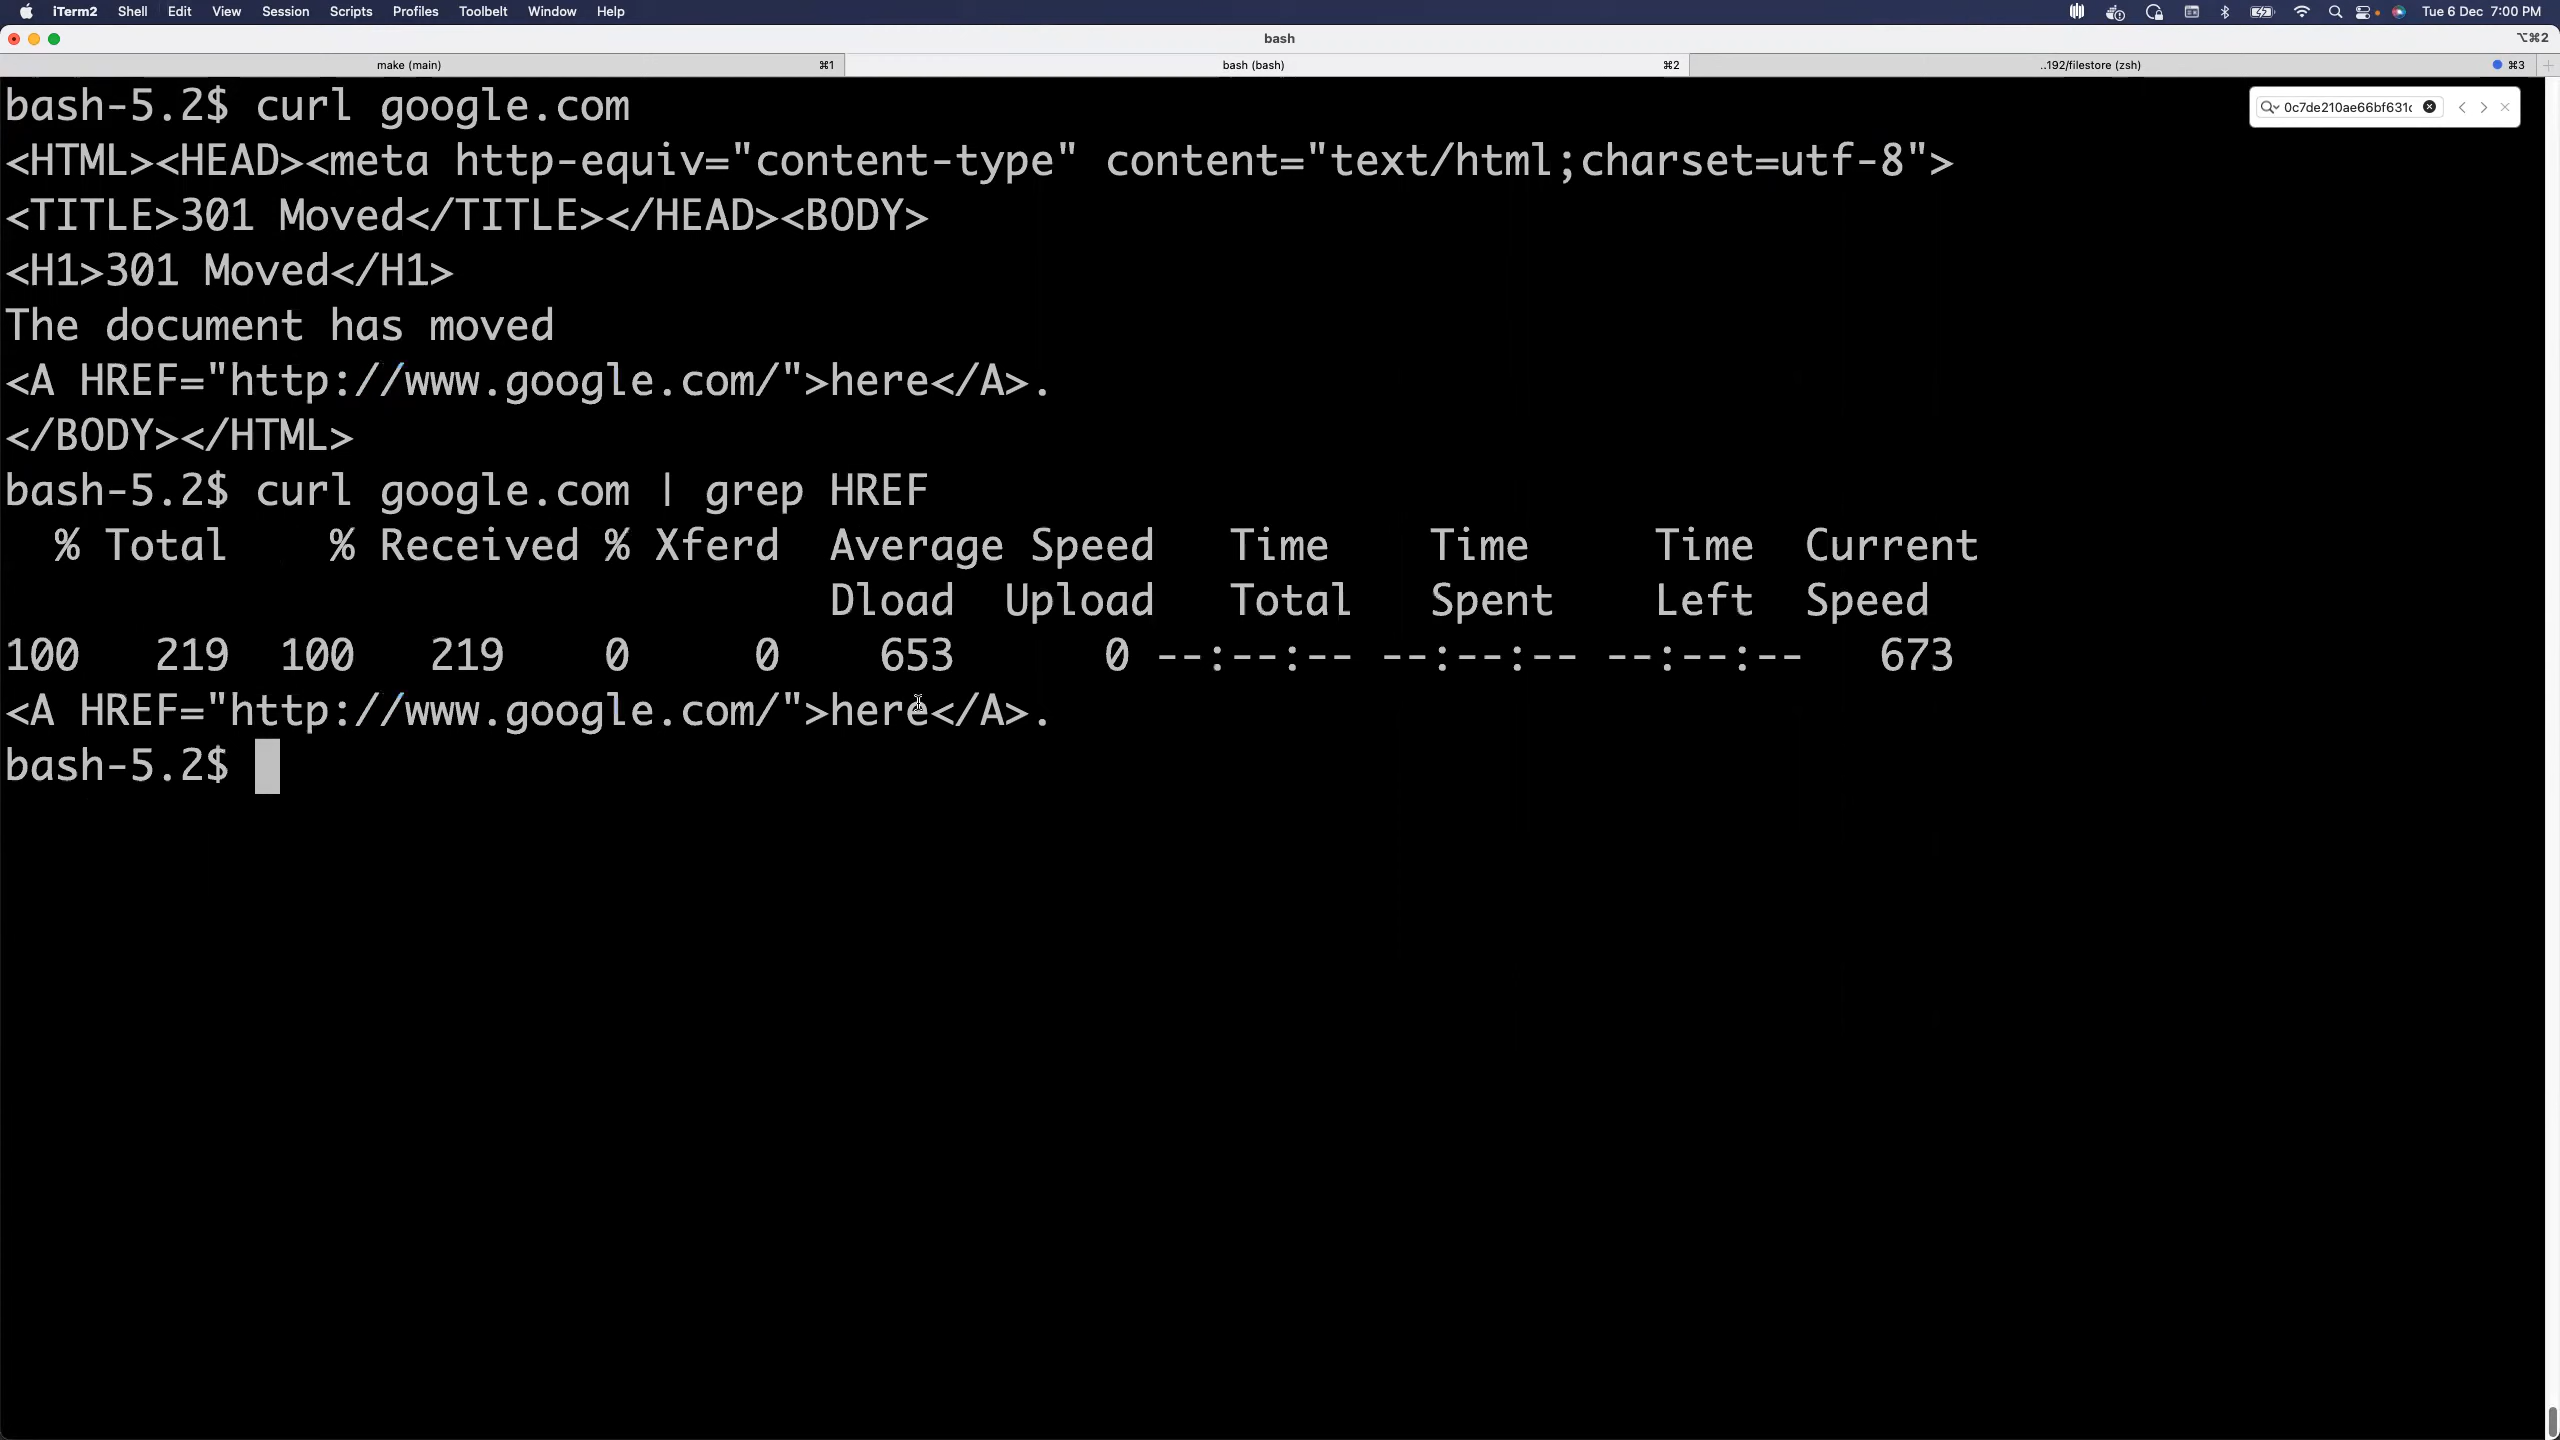 iTerm2 Shell Edit View Session Scripts Profiles Toolbelt Window Help Tue 6 Dec 7:00 PM
bash ⌥⌘2
make (main) ⌘1 bash (bash) ⌘2 ..192/filestore (zsh) ⌘3
0c7de210ae66bf631
bash-5.2$ curl google.com
<HTML><HEAD><meta http-equiv="content-type" content="text/html;charset=utf-8">
<TITLE>301 Moved</TITLE></HEAD><BODY>
<H1>301 Moved</H1>
The document has moved
<A HREF="http://www.google.com/">here</A>.
</BODY></HTML>
bash-5.2$ curl google.com | grep HREF
  % Total    % Received % Xferd  Average Speed   Time    Time     Time  Current
                                 Dload  Upload   Total   Spent    Left  Speed
100   219  100   219    0     0    653      0 --:--:-- --:--:-- --:--:--   673
<A HREF="http://www.google.com/">here</A>.
bash-5.2$